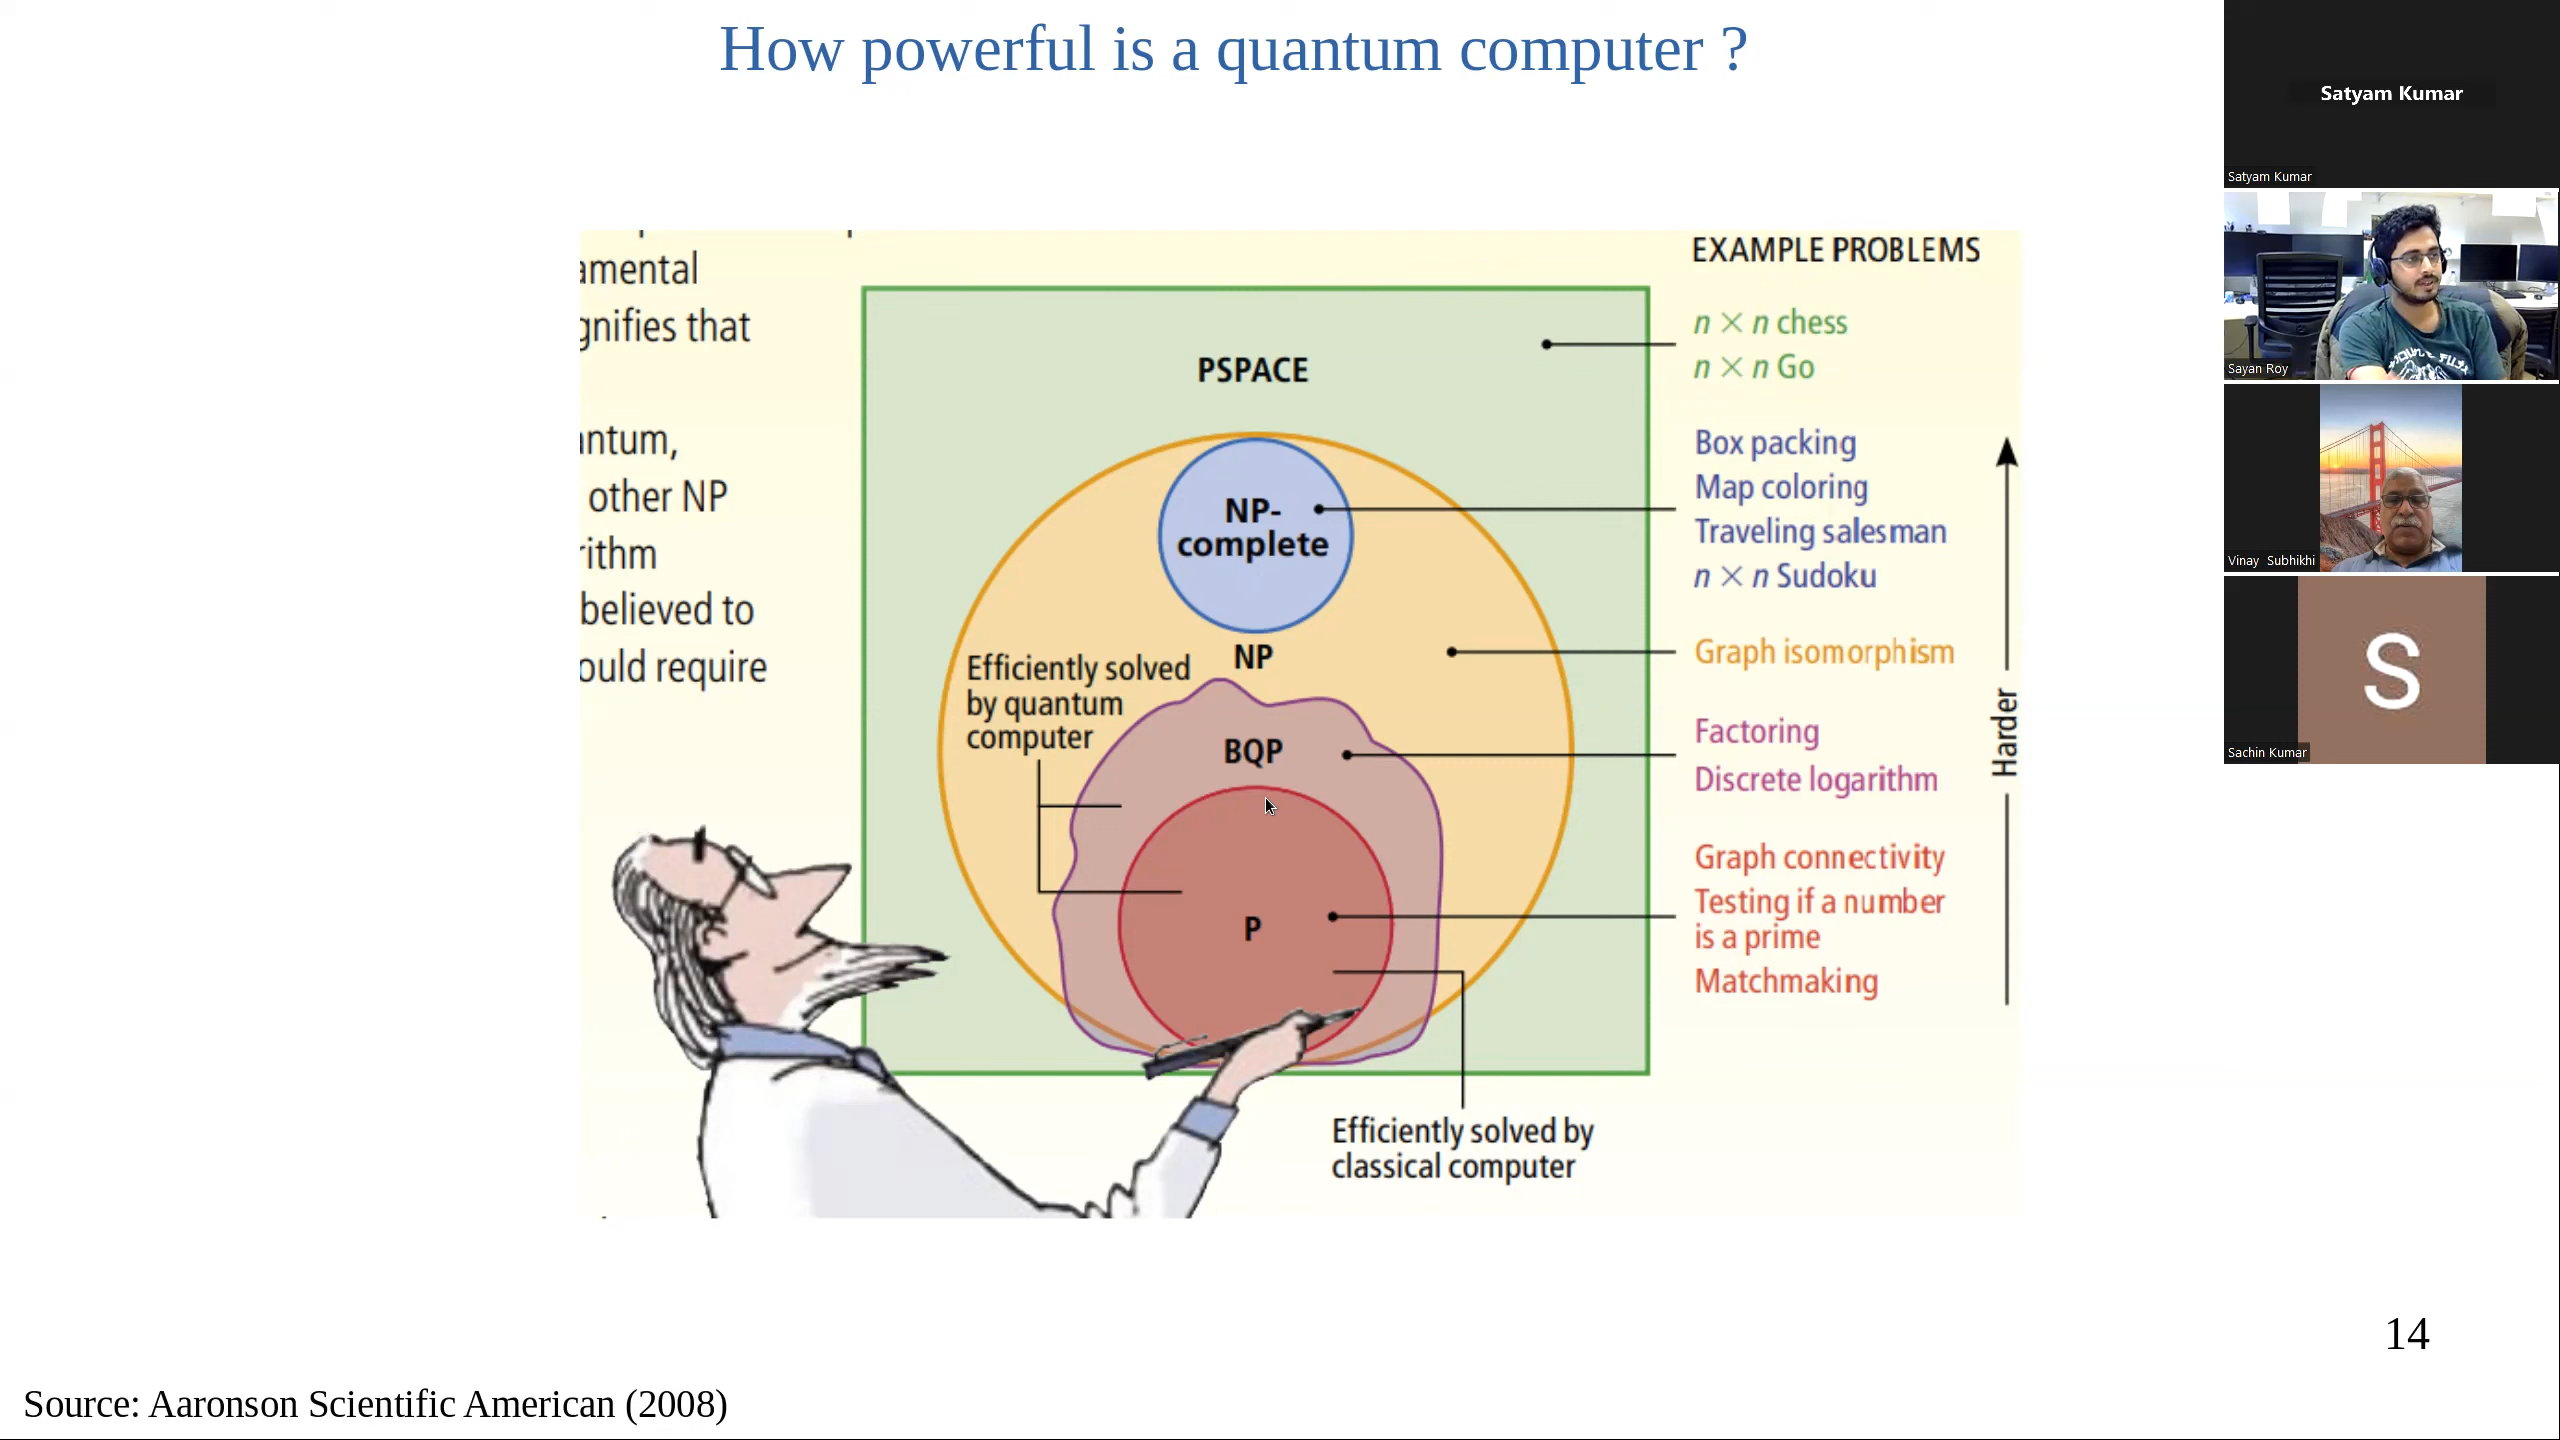 How powerful is a quantum computer ?
amental
gnifies that
antum,
other NP
rithm
believed to
ould require
PSPACE
NP-
complete
NP
Efficiently solved
by quantum
computer
BQP
P
Efficiently solved by
classical computer
EXAMPLE PROBLEMS
n × n chess
n × n Go
Box packing
Map coloring
Traveling salesman
n × n Sudoku
Graph isomorphism
Factoring
Discrete logarithm
Graph connectivity
Testing if a number
is a prime
Matchmaking
Harder
14
Source: Aaronson Scientific American (2008)
Satyam Kumar
Satyam Kumar
Sayan Roy
Vinay Subhikhi
S
Sachin Kumar